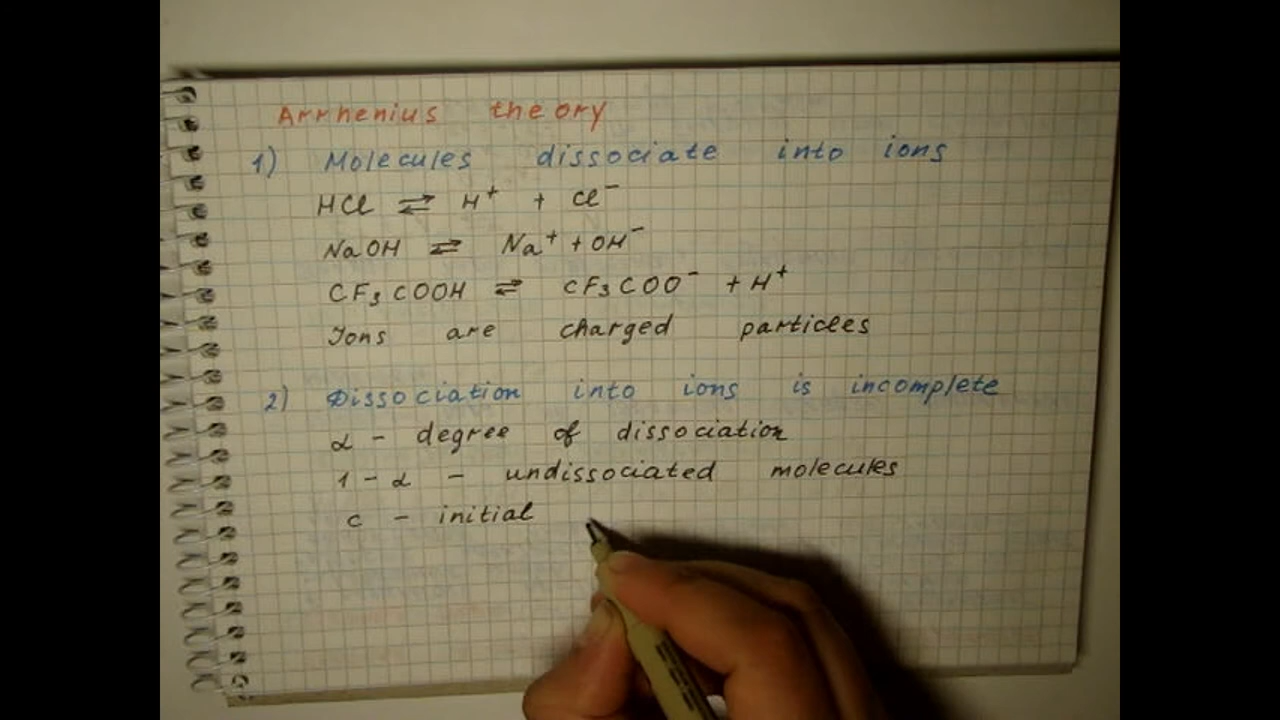 Arrhenius theory
1) Molecules dissociate into ions
HCl ⇄ H⁺ + Cl⁻
NaOH ⇄ Na⁺ + OH⁻
CF₃COOH ⇄ CF₃COO⁻ + H⁺
Ions are charged particles
2) Dissociation into ions is incomplete
α - degree of dissociation
1 - α - undissociated molecules
c - initial